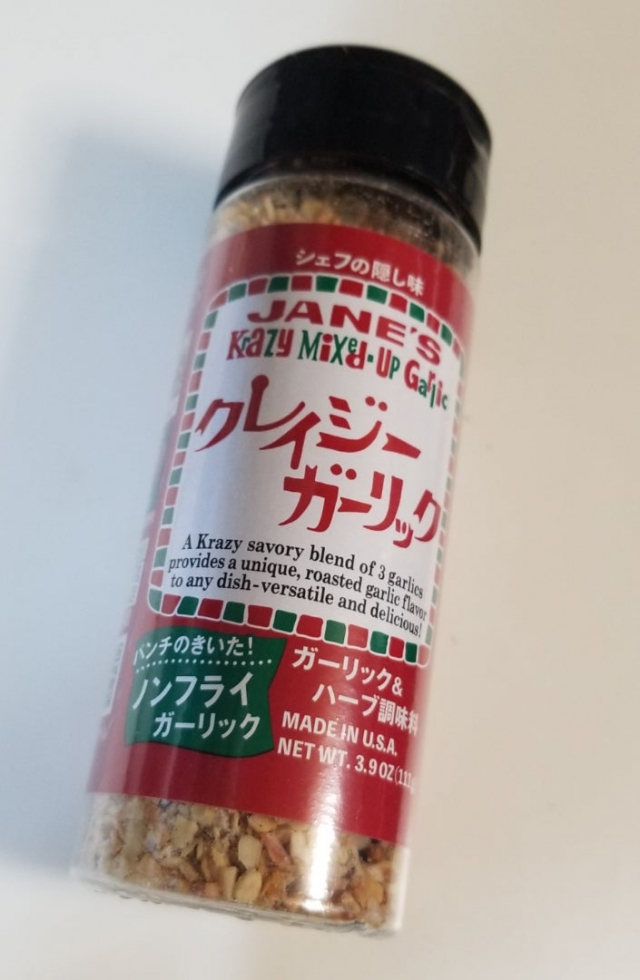 シェフの隠し味
JANE'S
Krazy Mixed-UP Garlic
クレイジー
ガーリック
A Krazy savory blend of 3 garlics
provides a unique, roasted garlic flavor
to any dish-versatile and delicious!
パンチのきいた!
ノンフライ
ガーリック
ガーリック&
ハーブ調味料
MADE IN U.S.A.
NET WT. 3.9 OZ